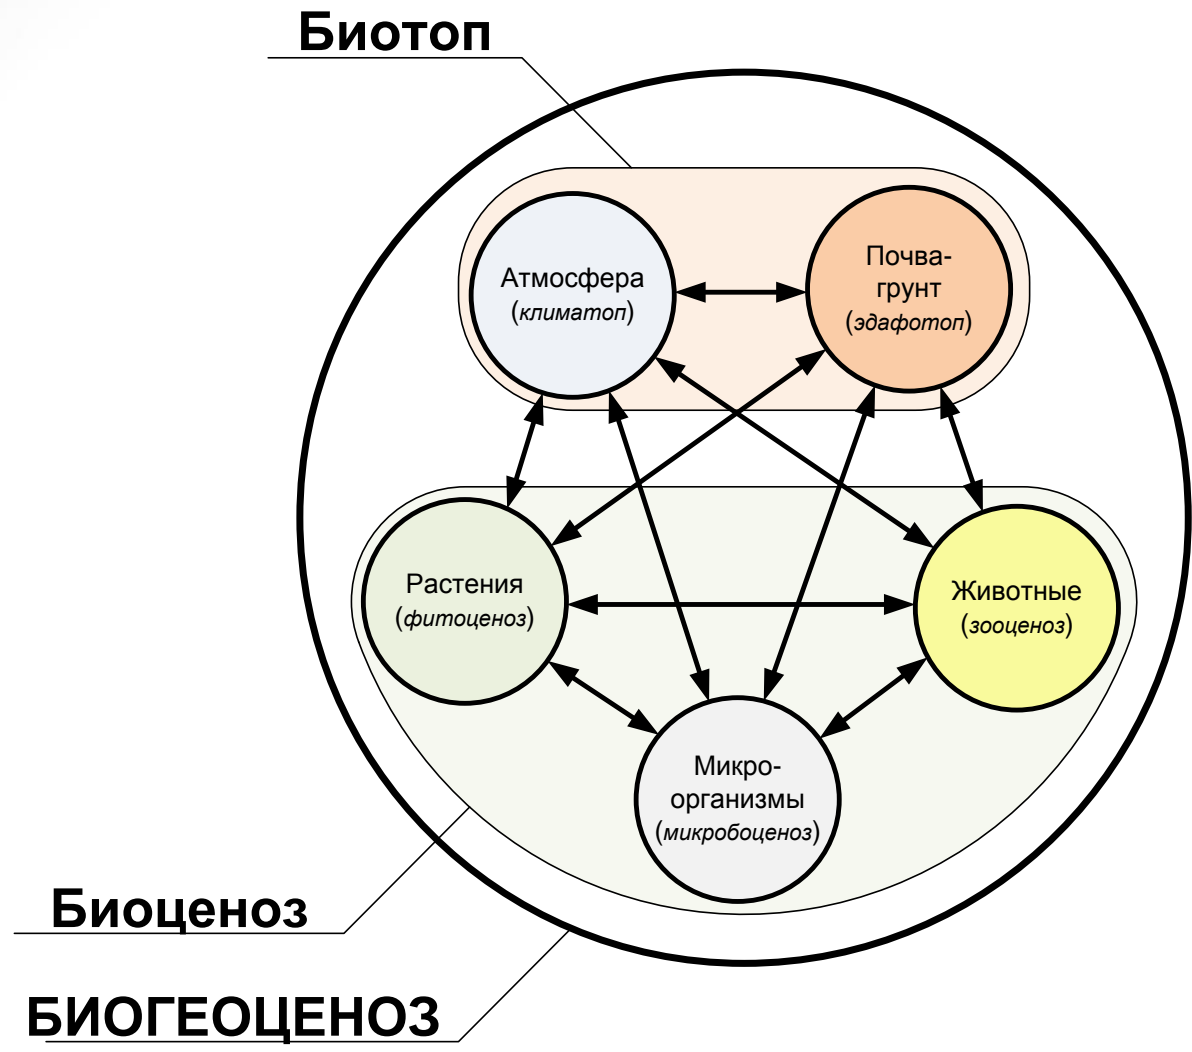 Биотоп
Атмосфера
(климатоп)
Почва-
грунт
(эдафотоп)
Растения
(фитоценоз)
Животные
(зооценоз)
Микро-
организмы
(микробоценоз)
Биоценоз
БИОГЕОЦЕНОЗ